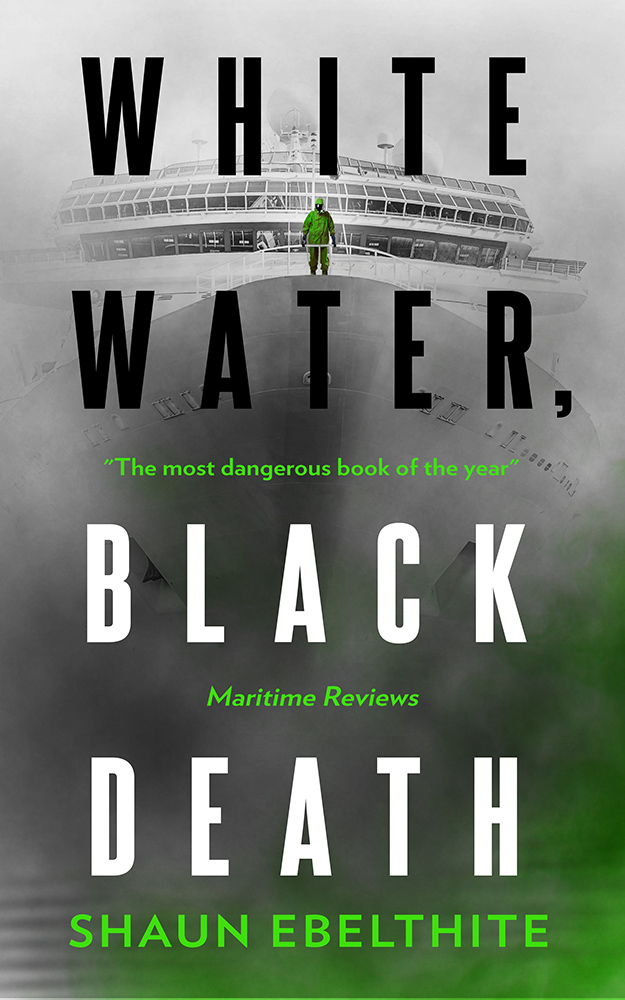 WHITE
WATER,
"The most dangerous book of the year"
BLACK
Maritime Reviews
DEATH
SHAUN EBELTHITE